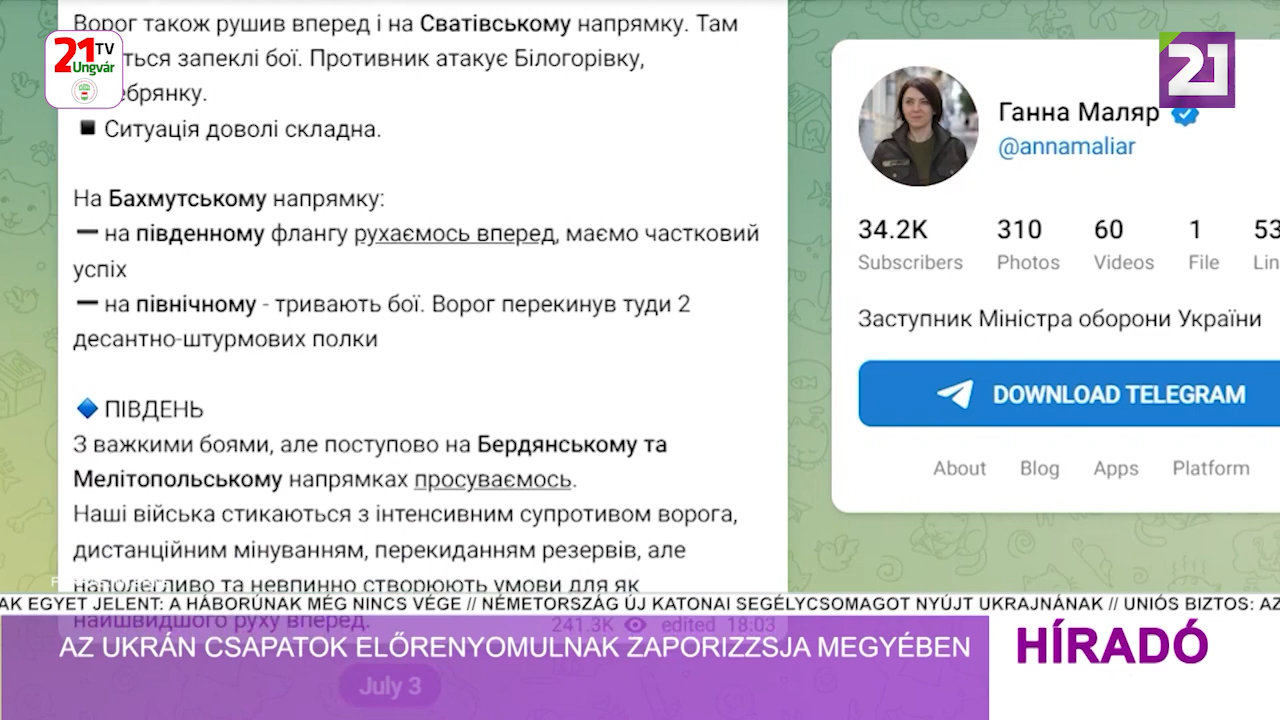 Ворог також рушив вперед і на Сватівському напрямку. Там
ться запеклі бої. Противник атакує Білогорівку,
ебрянку.
Ситуація доволі складна.
На Бахмутському напрямку:
— на південному флангу рухаємось вперед, маємо частковий
успіх
— на північному - тривають бої. Ворог перекинув туди 2
десантно-штурмових полки
ПІВДЕНЬ
З важкими боями, але поступово на Бердянському та
Мелітопольському напрямках просуваємось.
Наші війська стикаються з інтенсивним супротивом ворога,
дистанційним мінуванням, перекиданням резервів, але
наполегливо та невпинно створюють умови для як
найшвидшого руху вперед.
241.3K edited 18:03
July 3
21 TV
Ungvár
21
Ганна Маляр
@annamaliar
34.2K 310 60 1 53
Subscribers Photos Videos File Lin
Заступник Міністра оборони України
DOWNLOAD TELEGRAM
About Blog Apps Platform
AK EGYET JELENT: A HÁBORÚNAK MÉG NINCS VÉGE // NÉMETORSZÁG ÚJ KATONAI SEGÉLYCSOMAGOT NYÚJT UKRAJNÁNAK // UNIÓS BIZTOS: AZ
AZ UKRÁN CSAPATOK ELŐRENYOMULNAK ZAPORIZZSJA MEGYÉBEN
HÍRADÓ